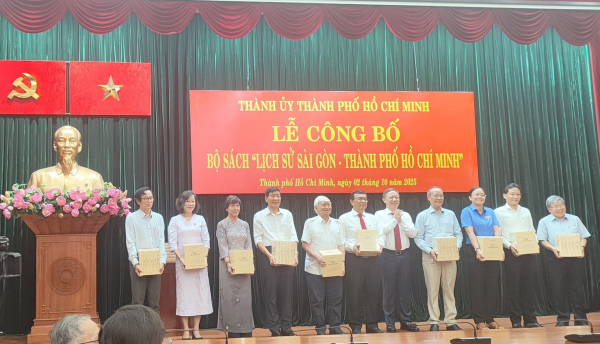 THÀNH ỦY THÀNH PHỐ HỒ CHÍ MINH
LỄ CÔNG BỐ
BỘ SÁCH "LỊCH SỬ SÀI GÒN - THÀNH PHỐ HỒ CHÍ MINH"
Thành phố Hồ Chí Minh, ngày 02 tháng 10 năm 2025